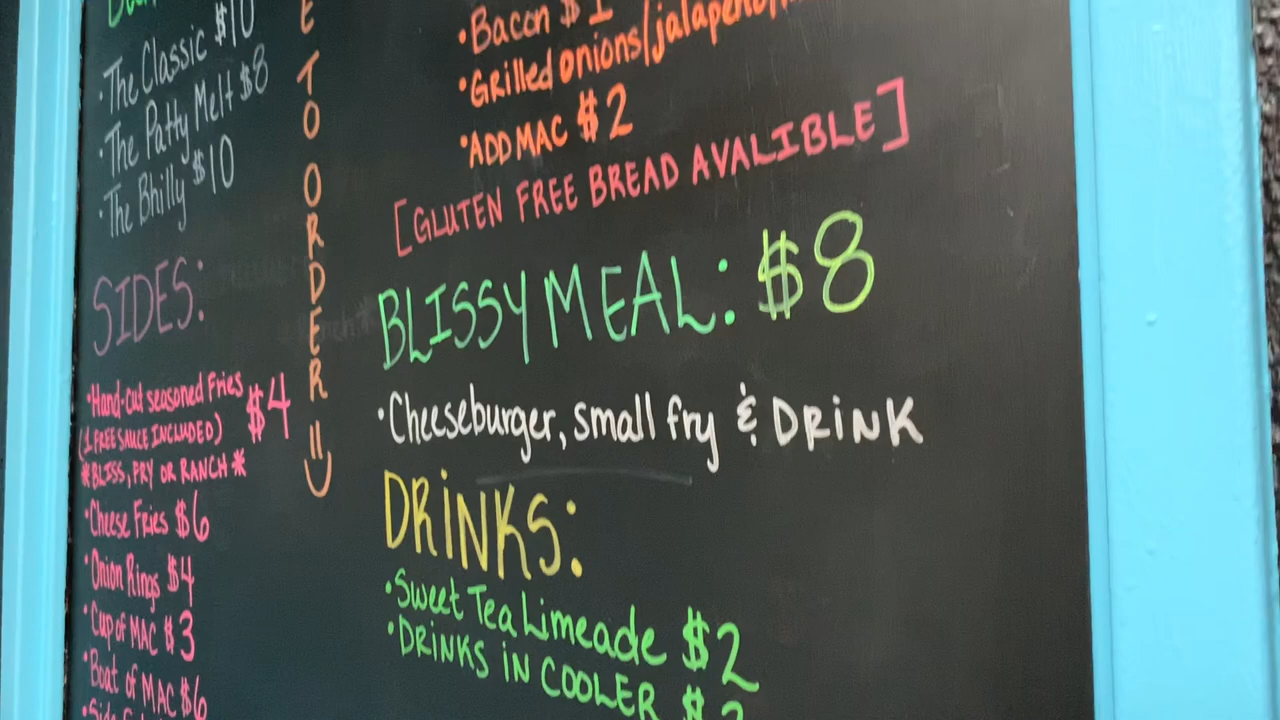 ·The Classic $10
·The Patty Melt $8
·The Bhilly $10
SIDES:
·Hand-cut seasoned Fries $4
(1 FREE SAUCE INCLUDED)
*BLISS, FRY OR RANCH*
·Cheese Fries $6
·Onion Rings $4
·Cup of MAC $3
·Boat of MAC $6
E TO ORDER
·Bacon $1
·Grilled onions/jalapeno
·ADD MAC $2
[GLUTEN FREE BREAD AVALIBLE]
BLISSY MEAL: $8
·Cheeseburger, small fry & DRINK
DRINKS:
·Sweet Tea Limeade $2
·DRINKS IN COOLER